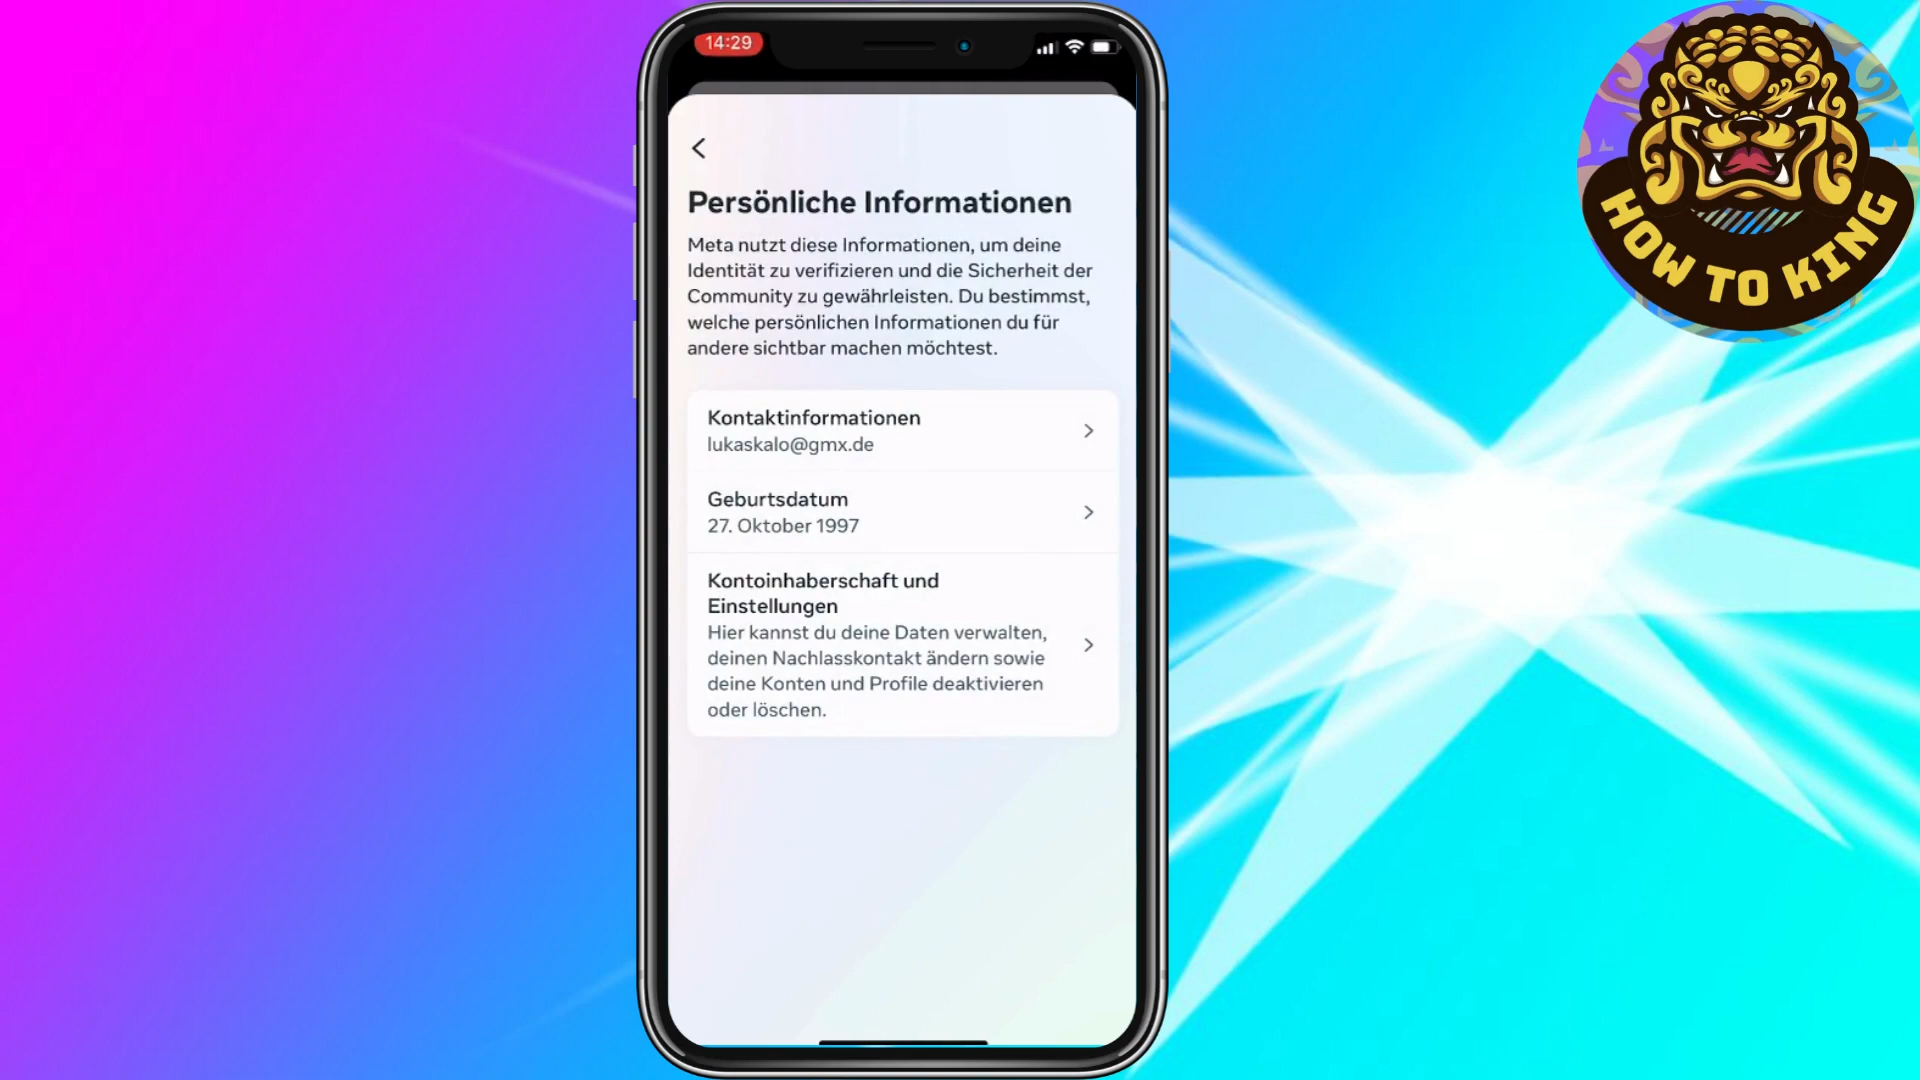 14:29
Persönliche Informationen
Meta nutzt diese Informationen, um deine
Identität zu verifizieren und die Sicherheit der
Community zu gewährleisten. Du bestimmst,
welche persönlichen Informationen du für
andere sichtbar machen möchtest.
Kontaktinformationen
lukaskalo@gmx.de
Geburtsdatum
27. Oktober 1997
Kontoinhaberschaft und
Einstellungen
Hier kannst du deine Daten verwalten,
deinen Nachlasskontakt ändern sowie
deine Konten und Profile deaktivieren
oder löschen.
HOW TO KING